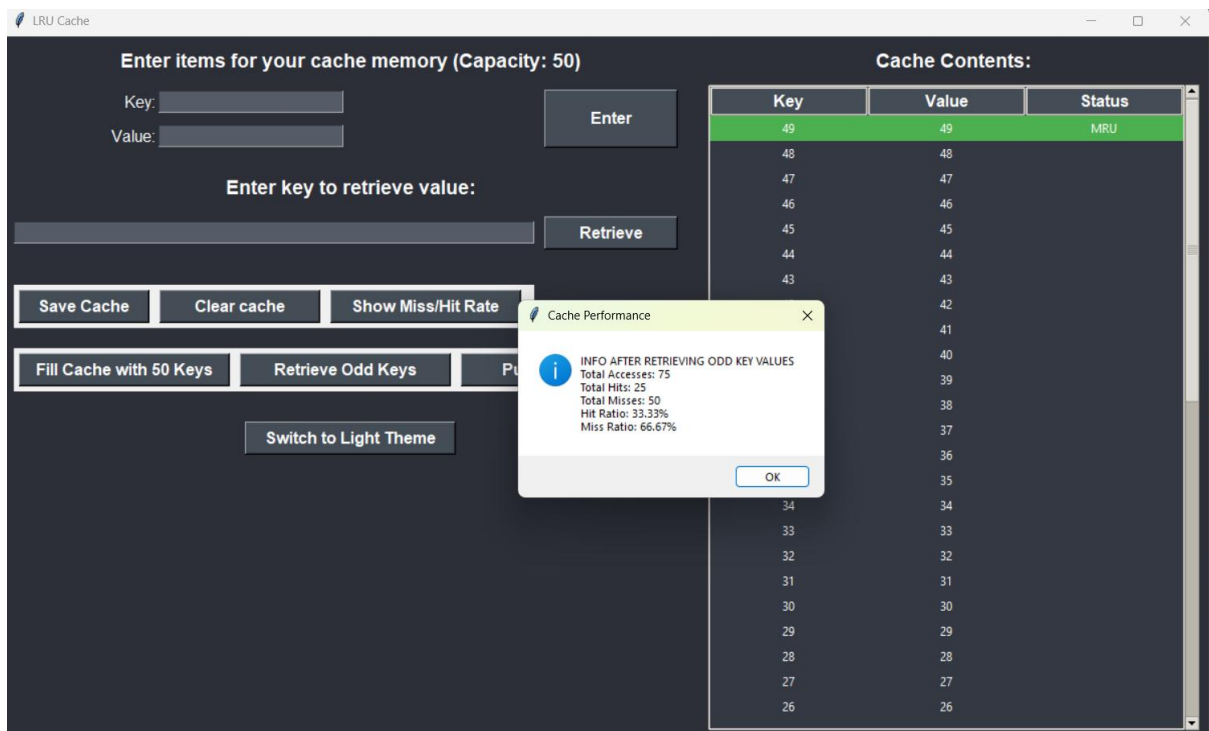 LRU Cache
Enter items for your cache memory (Capacity: 50)
Key:
Value:
Enter
Enter key to retrieve value:
Retrieve
Save Cache Clear cache Show Miss/Hit Rate
Fill Cache with 50 Keys Retrieve Odd Keys
Switch to Light Theme
Cache Contents:
Key Value Status
49 49 MRU
48 48
47 47
46 46
45 45
44 44
43 43
42
41
40
39
38
37
36
35
34 34
33 33
32 32
31 31
30 30
29 29
28 28
27 27
26 26
Cache Performance
INFO AFTER RETRIEVING ODD KEY VALUES
Total Accesses: 75
Total Hits: 25
Total Misses: 50
Hit Ratio: 33.33%
Miss Ratio: 66.67%
OK